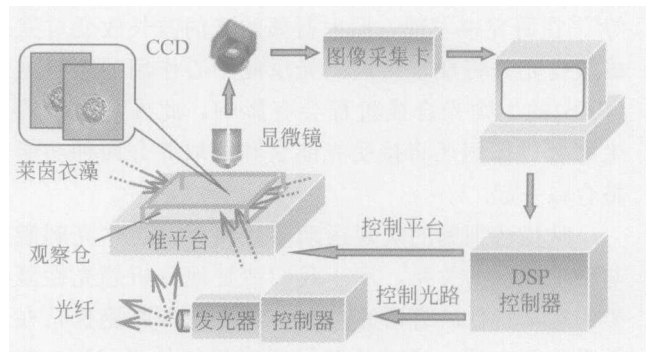 CCD
图像采集卡
显微镜
莱茵衣藻
观察仓
准平台
控制平台
DSP
控制器
光纤
发光器
控制器
控制光路